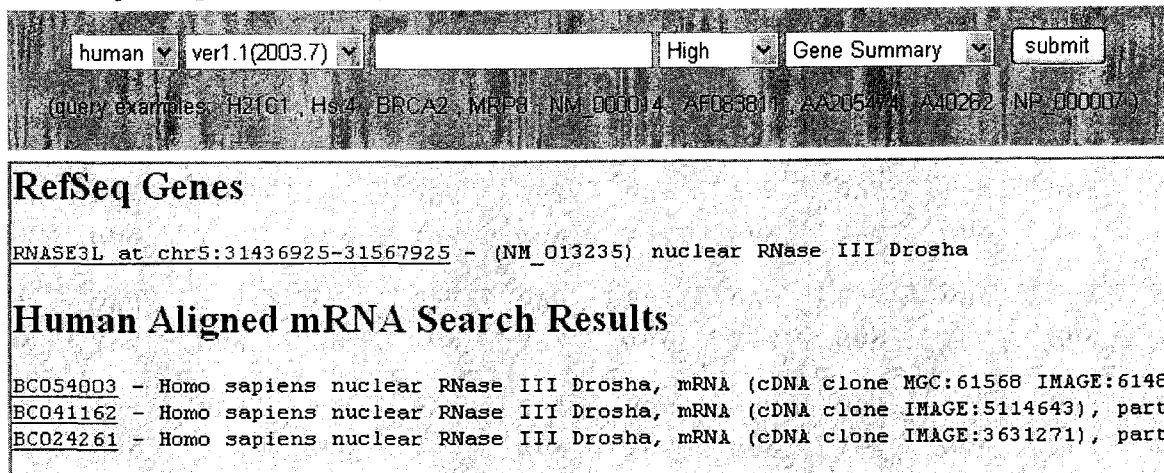 human ver1.1(2003.7) High Gene Summary submit
(query examples, H2f01, Hs.4, BRCA2, MRP8, NM_000014, AF083811, A40262, NP_000007)
RefSeq Genes
RNASE3L at chr5:31436925-31567925 - (NM_013235) nuclear RNase III Drosha
Human Aligned mRNA Search Results
BC054003 - Homo sapiens nuclear RNase III Drosha, mRNA (cDNA clone MGC:61568 IMAGE:6148
BC041162 - Homo sapiens nuclear RNase III Drosha, mRNA (cDNA clone IMAGE:5114643), part
BC024261 - Homo sapiens nuclear RNase III Drosha, mRNA (cDNA clone IMAGE:3631271), part